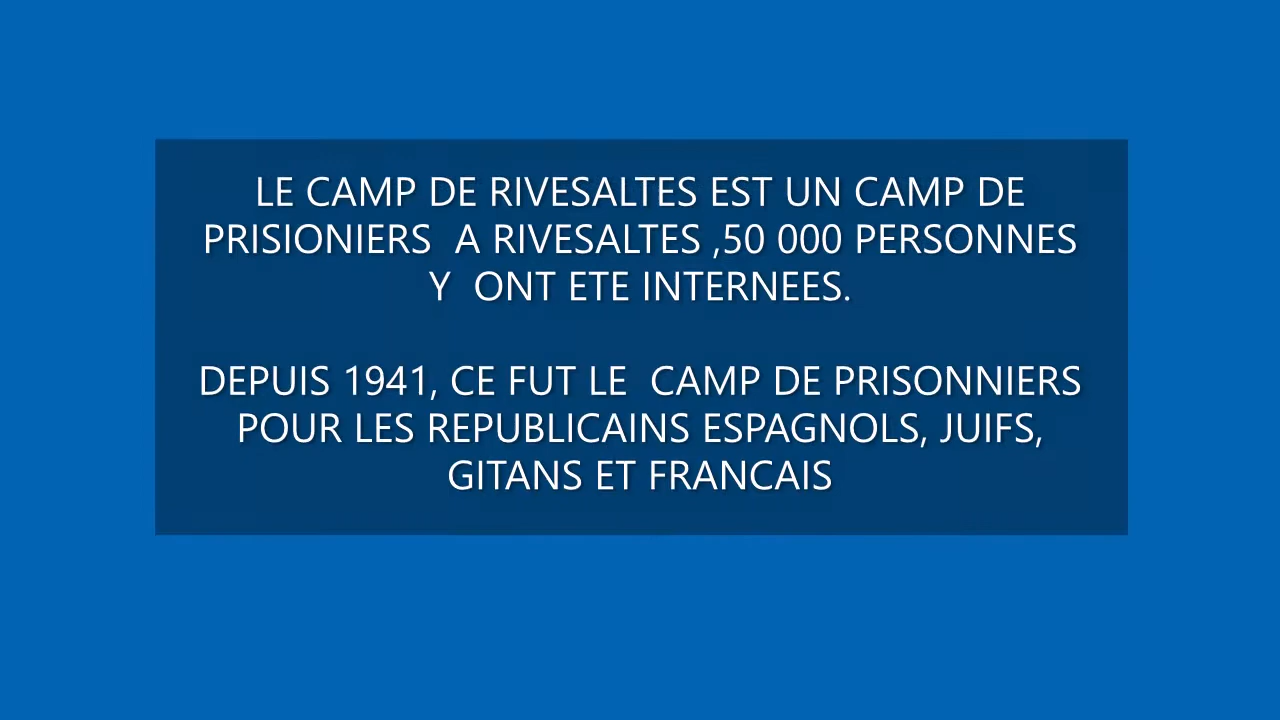 LE CAMP DE RIVESALTES EST UN CAMP DE
PRISIONIERS  A RIVESALTES ,50 000 PERSONNES
Y  ONT ETE INTERNEES.
DEPUIS 1941, CE FUT LE  CAMP DE PRISONNIERS
POUR LES REPUBLICAINS ESPAGNOLS, JUIFS,
GITANS ET FRANCAIS